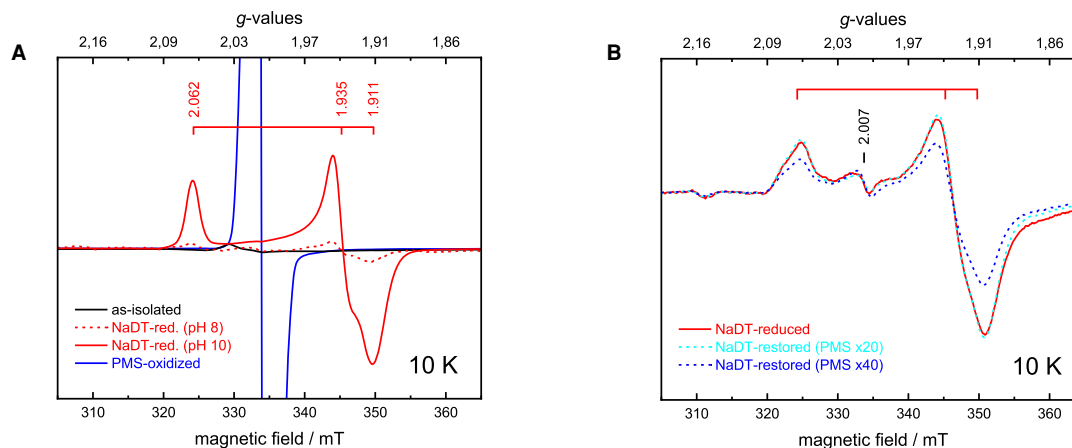 A
g-values
2,16 2,09 2,03 1,97 1,91 1,86
2.062
1.935
1.911
as-isolated
NaDT-red. (pH 8)
NaDT-red. (pH 10)
PMS-oxidized
10 K
310 320 330 340 350 360
magnetic field / mT
B
g-values
2,16 2,09 2,03 1,97 1,91 1,86
2.007
NaDT-reduced
NaDT-restored (PMS x20)
NaDT-restored (PMS x40)
10 K
310 320 330 340 350 360
magnetic field / mT